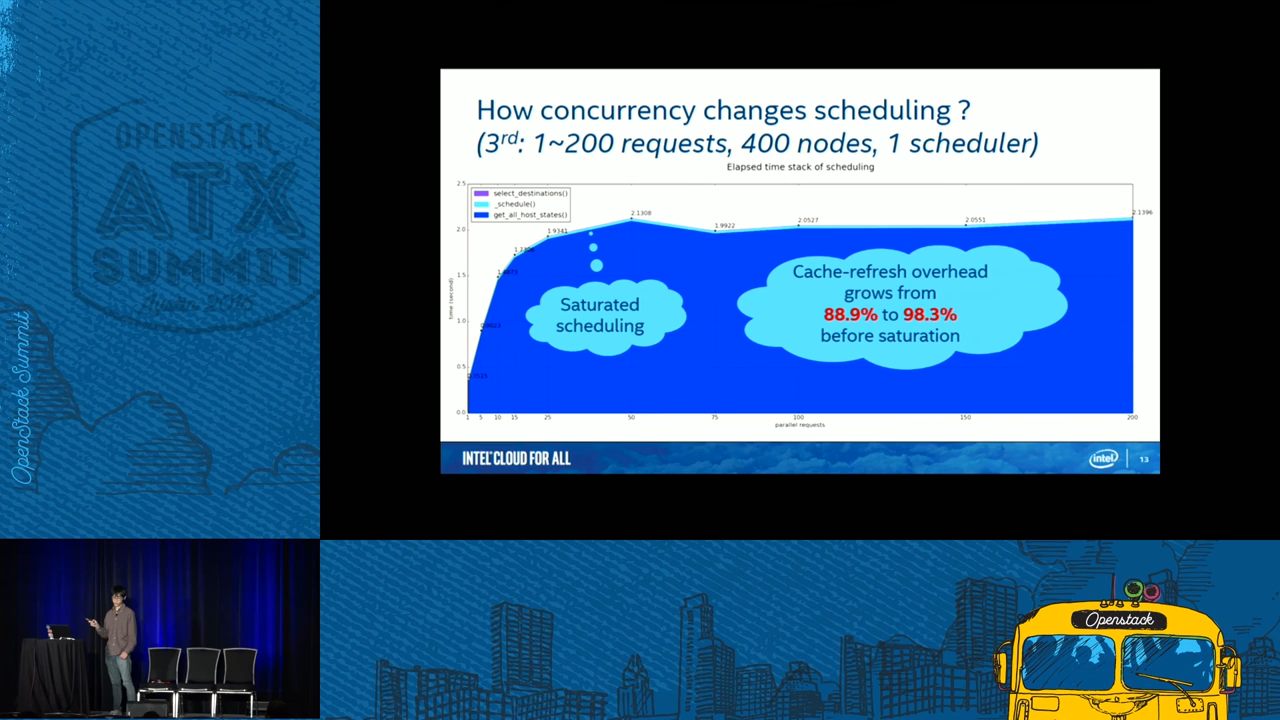 OPENSTACK
ATX
SUMMIT
OpenStack Summit
How concurrency changes scheduling ?
(3rd: 1~200 requests, 400 nodes, 1 scheduler)
Elapsed time stack of scheduling
select_destinations()
_schedule()
get_all_host_states()
2.5
2.0
1.5
1.0
0.5
0.0
time (second)
1.9341
2.1308
1.9922
2.0527
2.0551
2.1396
Saturated
scheduling
Cache-refresh overhead
grows from
88.9% to 98.3%
before saturation
1 5 10 15 25 50 75 100 150 200
parallel requests
INTEL® CLOUD FOR ALL
intel
13
Openstack